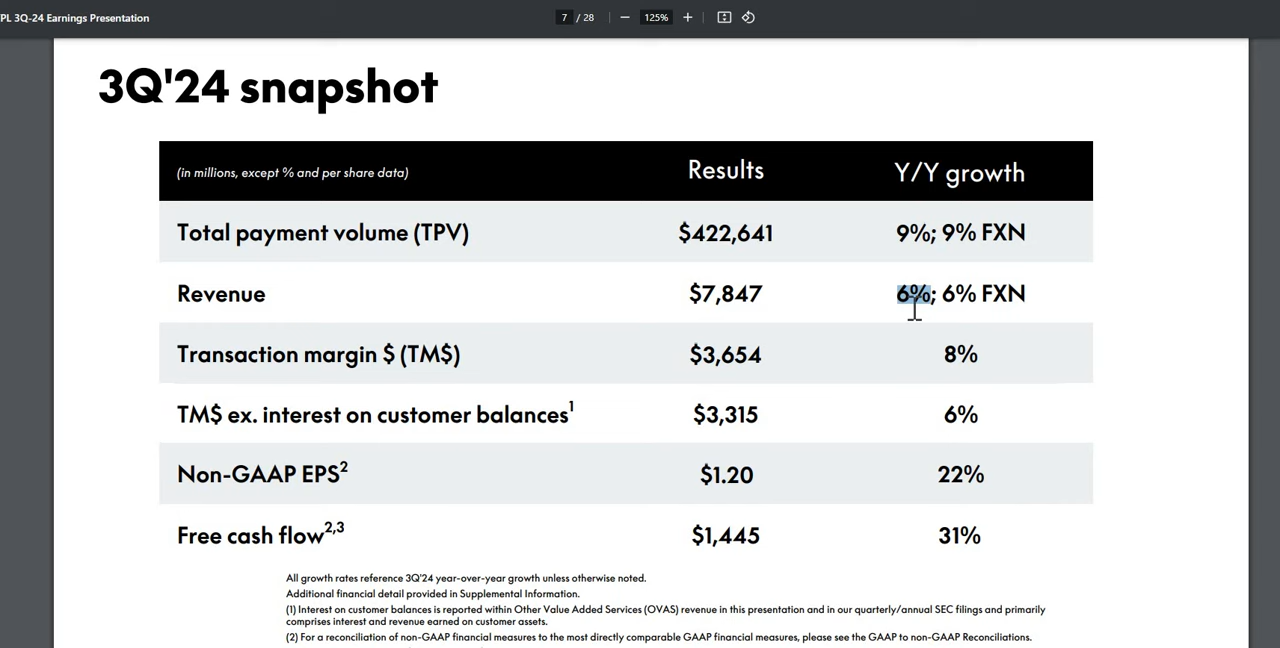 PL 3Q-24 Earnings Presentation 7 / 28 125%
3Q'24 snapshot
(in millions, except % and per share data) Results Y/Y growth
Total payment volume (TPV) $422,641 9%; 9% FXN
Revenue $7,847 6%; 6% FXN
Transaction margin $ (TM$) $3,654 8%
TM$ ex. interest on customer balances1 $3,315 6%
Non-GAAP EPS2 $1.20 22%
Free cash flow2,3 $1,445 31%
All growth rates reference 3Q'24 year-over-year growth unless otherwise noted.
Additional financial detail provided in Supplemental Information.
(1) Interest on customer balances is reported within Other Value Added Services (OVAS) revenue in this presentation and in our quarterly/annual SEC filings and primarily
comprises interest and revenue earned on customer assets.
(2) For a reconciliation of non-GAAP financial measures to the most directly comparable GAAP financial measures, please see the GAAP to non-GAAP Reconciliations.